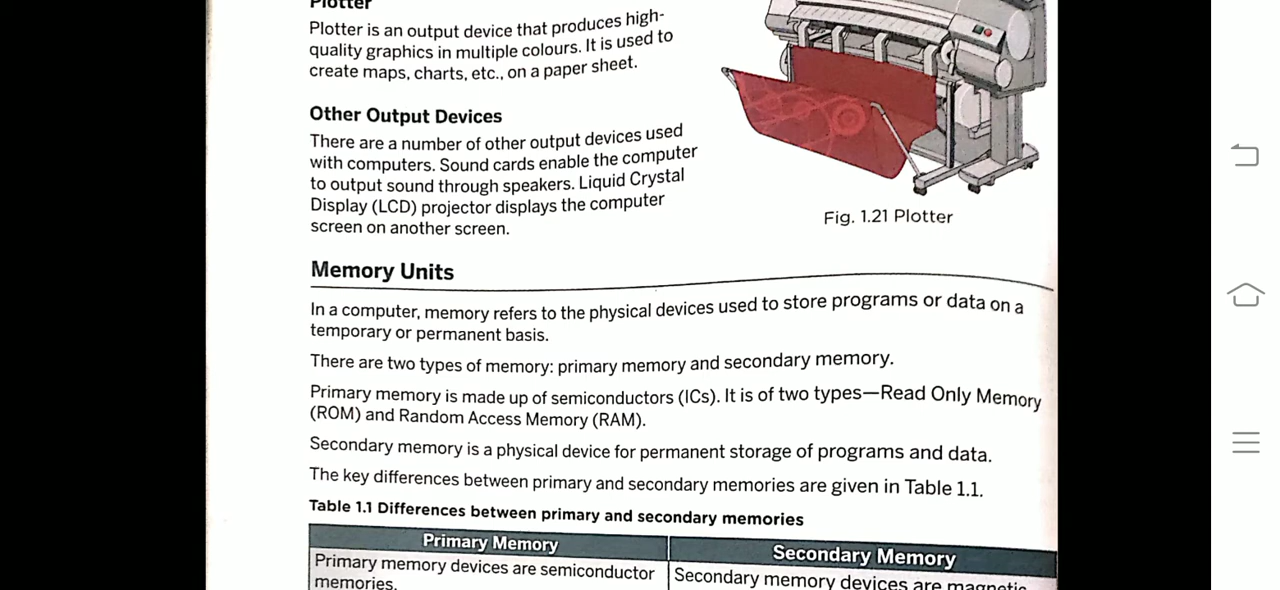 Plotter
Plotter is an output device that produces high-
quality graphics in multiple colours. It is used to
create maps, charts, etc., on a paper sheet.
Other Output Devices
There are a number of other output devices used
with computers. Sound cards enable the computer
to output sound through speakers. Liquid Crystal
Display (LCD) projector displays the computer
screen on another screen.
Fig. 1.21 Plotter
Memory Units
In a computer, memory refers to the physical devices used to store programs or data on a
temporary or permanent basis.
There are two types of memory: primary memory and secondary memory.
Primary memory is made up of semiconductors (ICs). It is of two types—Read Only Memory
(ROM) and Random Access Memory (RAM).
Secondary memory is a physical device for permanent storage of programs and data.
The key differences between primary and secondary memories are given in Table 1.1.
Table 1.1 Differences between primary and secondary memories
Primary Memory
Secondary Memory
Primary memory devices are semiconductor
memories.
Secondary memory devices are magnetic